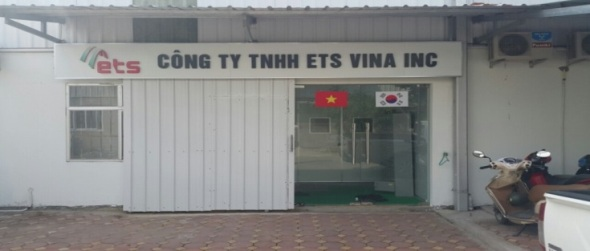 ets CÔNG TY TNHH ETS VINA INC